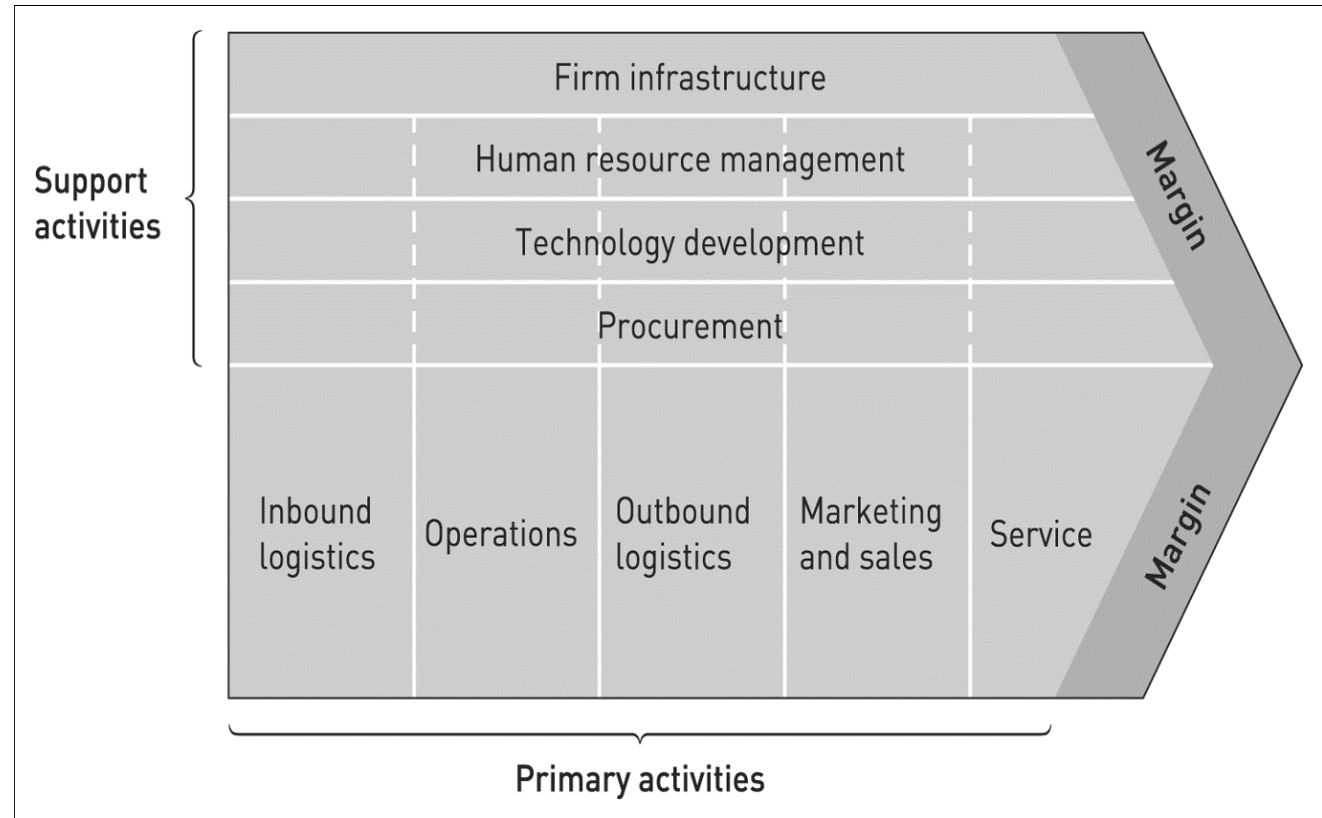 Firm infrastructure
Human resource management
Technology development
Procurement
Support
activities
Margin
Inbound
logistics
Operations
Outbound
logistics
Marketing
and sales
Service
Margin
Primary activities